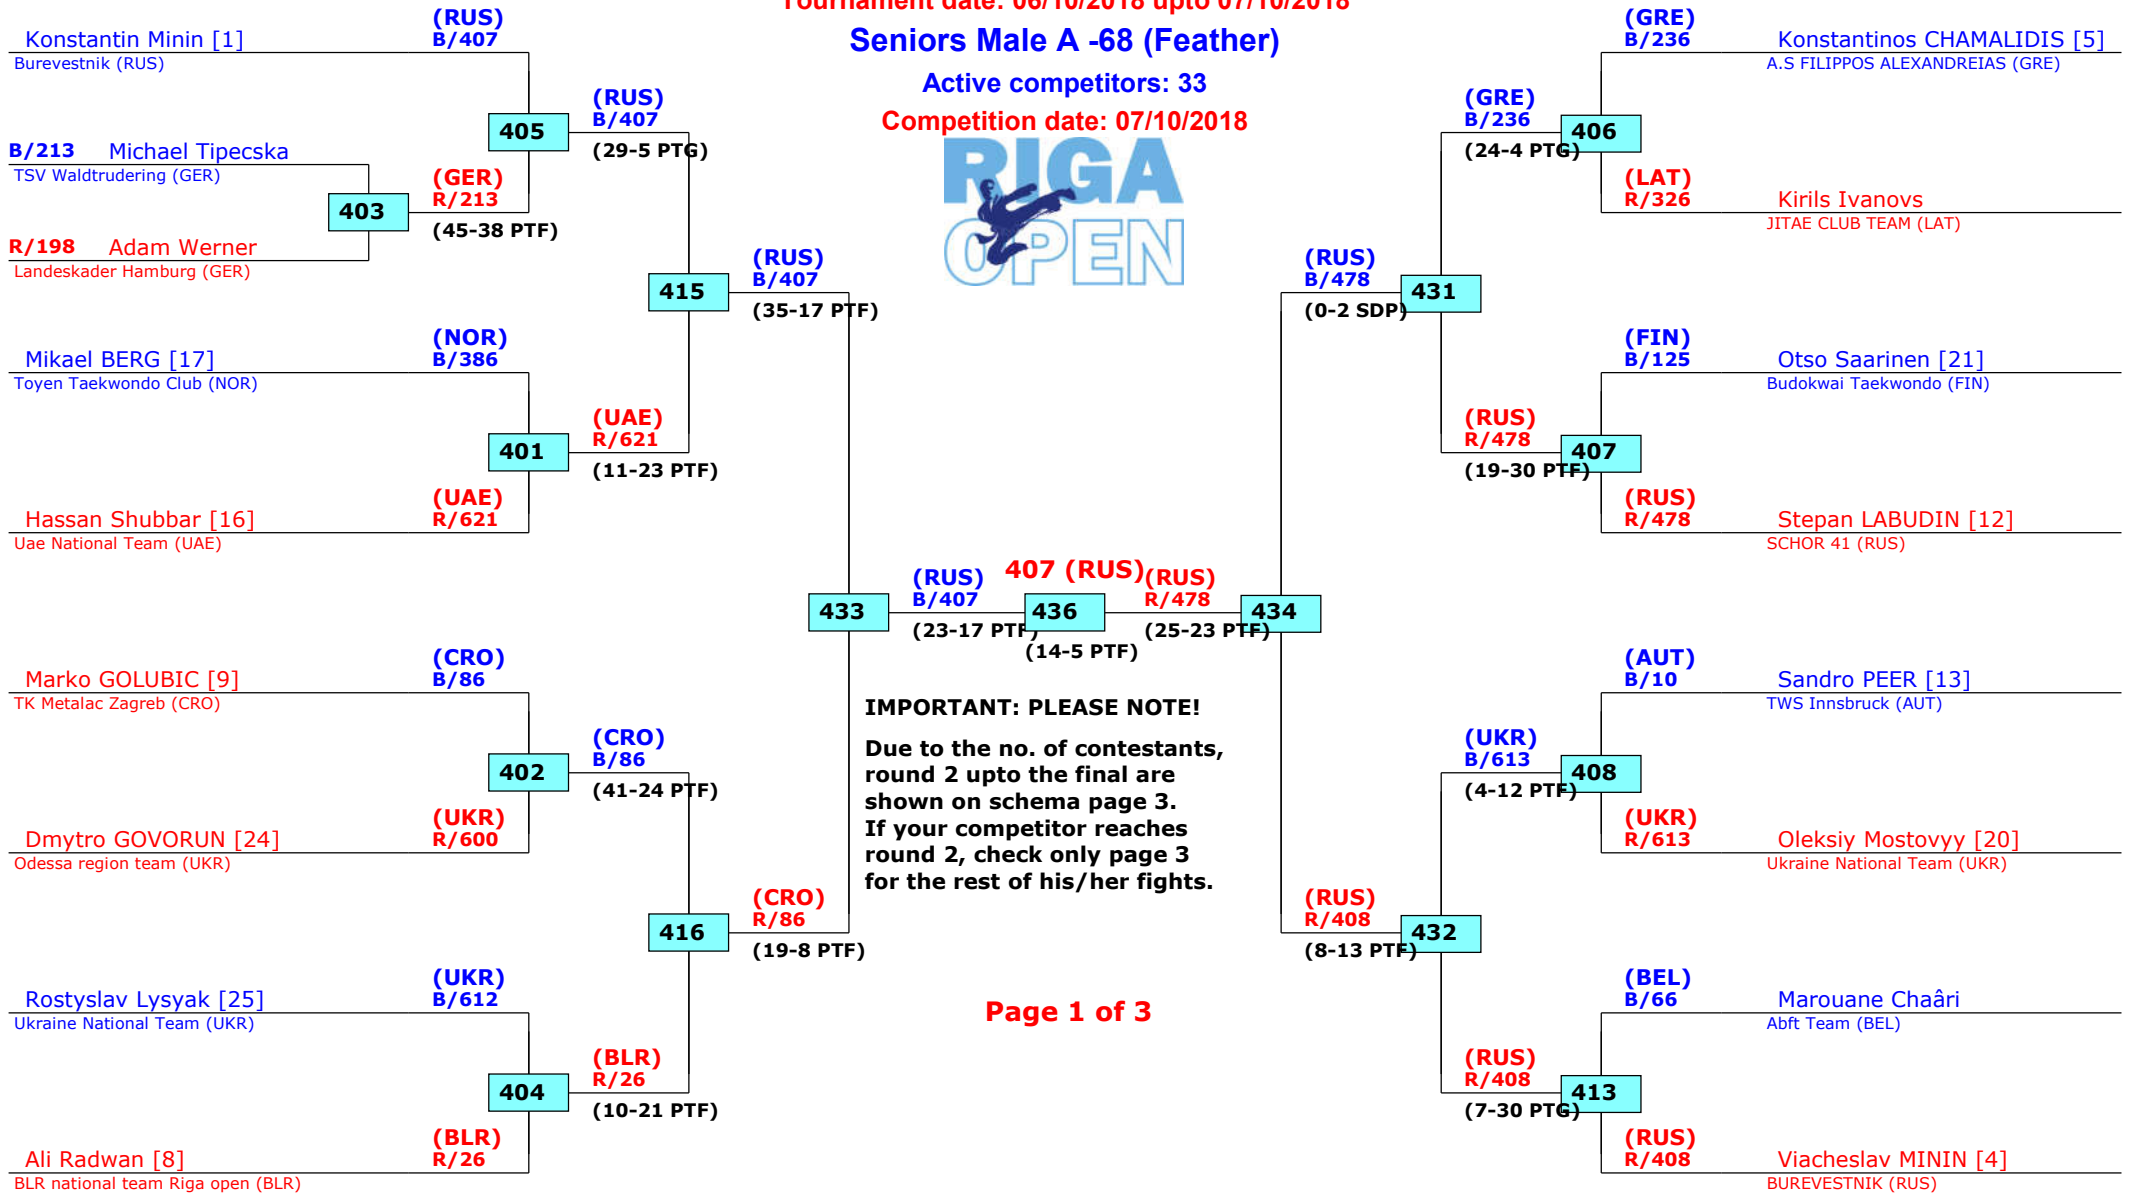 Tournament date: 06/10/2018 upto 07/10/2018
Seniors Male A -68 (Feather)
Active competitors: 33
Competition date: 07/10/2018
RIGA
OPEN
Konstantin Minin [1]
Burevestnik (RUS)
(RUS)
B/407
B/213 Michael Tipecska
TSV Waldtrudering (GER)
R/198 Adam Werner
Landeskader Hamburg (GER)
403
(GER)
R/213
(45-38 PTF)
405
(RUS)
B/407
(29-5 PTG)
Mikael BERG [17]
Toyen Taekwondo Club (NOR)
(NOR)
B/386
Hassan Shubbar [16]
Uae National Team (UAE)
(UAE)
R/621
401
(UAE)
R/621
(11-23 PTF)
415
(RUS)
B/407
(35-17 PTF)
Marko GOLUBIC [9]
TK Metalac Zagreb (CRO)
(CRO)
B/86
Dmytro GOVORUN [24]
Odessa region team (UKR)
(UKR)
R/600
402
(CRO)
B/86
(41-24 PTF)
Rostyslav Lysyak [25]
Ukraine National Team (UKR)
(UKR)
B/612
Ali Radwan [8]
BLR national team Riga open (BLR)
(BLR)
R/26
404
(BLR)
R/26
(10-21 PTF)
416
(CRO)
R/86
(19-8 PTF)
433
(RUS)
B/407
(23-17 PTF)
407 (RUS)
436
(14-5 PTF)
(RUS)
R/478
(25-23 PTF)
434
IMPORTANT: PLEASE NOTE!
Due to the no. of contestants,
round 2 upto the final are
shown on schema page 3.
If your competitor reaches
round 2, check only page 3
for the rest of his/her fights.
Page 1 of 3
(RUS)
B/478
(0-2 SDP)
431
(GRE)
B/236
(24-4 PTG)
406
(GRE)
B/236
Konstantinos CHAMALIDIS [5]
A.S FILIPPOS ALEXANDREIAS (GRE)
(LAT)
R/326
Kirils Ivanovs
JITAE CLUB TEAM (LAT)
(RUS)
R/478
(19-30 PTF)
407
(FIN)
B/125
Otso Saarinen [21]
Budokwai Taekwondo (FIN)
(RUS)
R/478
Stepan LABUDIN [12]
SCHOR 41 (RUS)
(RUS)
R/408
(8-13 PTF)
432
(UKR)
B/613
(4-12 PTF)
408
(AUT)
B/10
Sandro PEER [13]
TWS Innsbruck (AUT)
(UKR)
R/613
Oleksiy Mostovyy [20]
Ukraine National Team (UKR)
(RUS)
R/408
(7-30 PTG)
413
(BEL)
B/66
Marouane Chaâri
Abft Team (BEL)
(RUS)
R/408
Viacheslav MININ [4]
BUREVESTNIK (RUS)